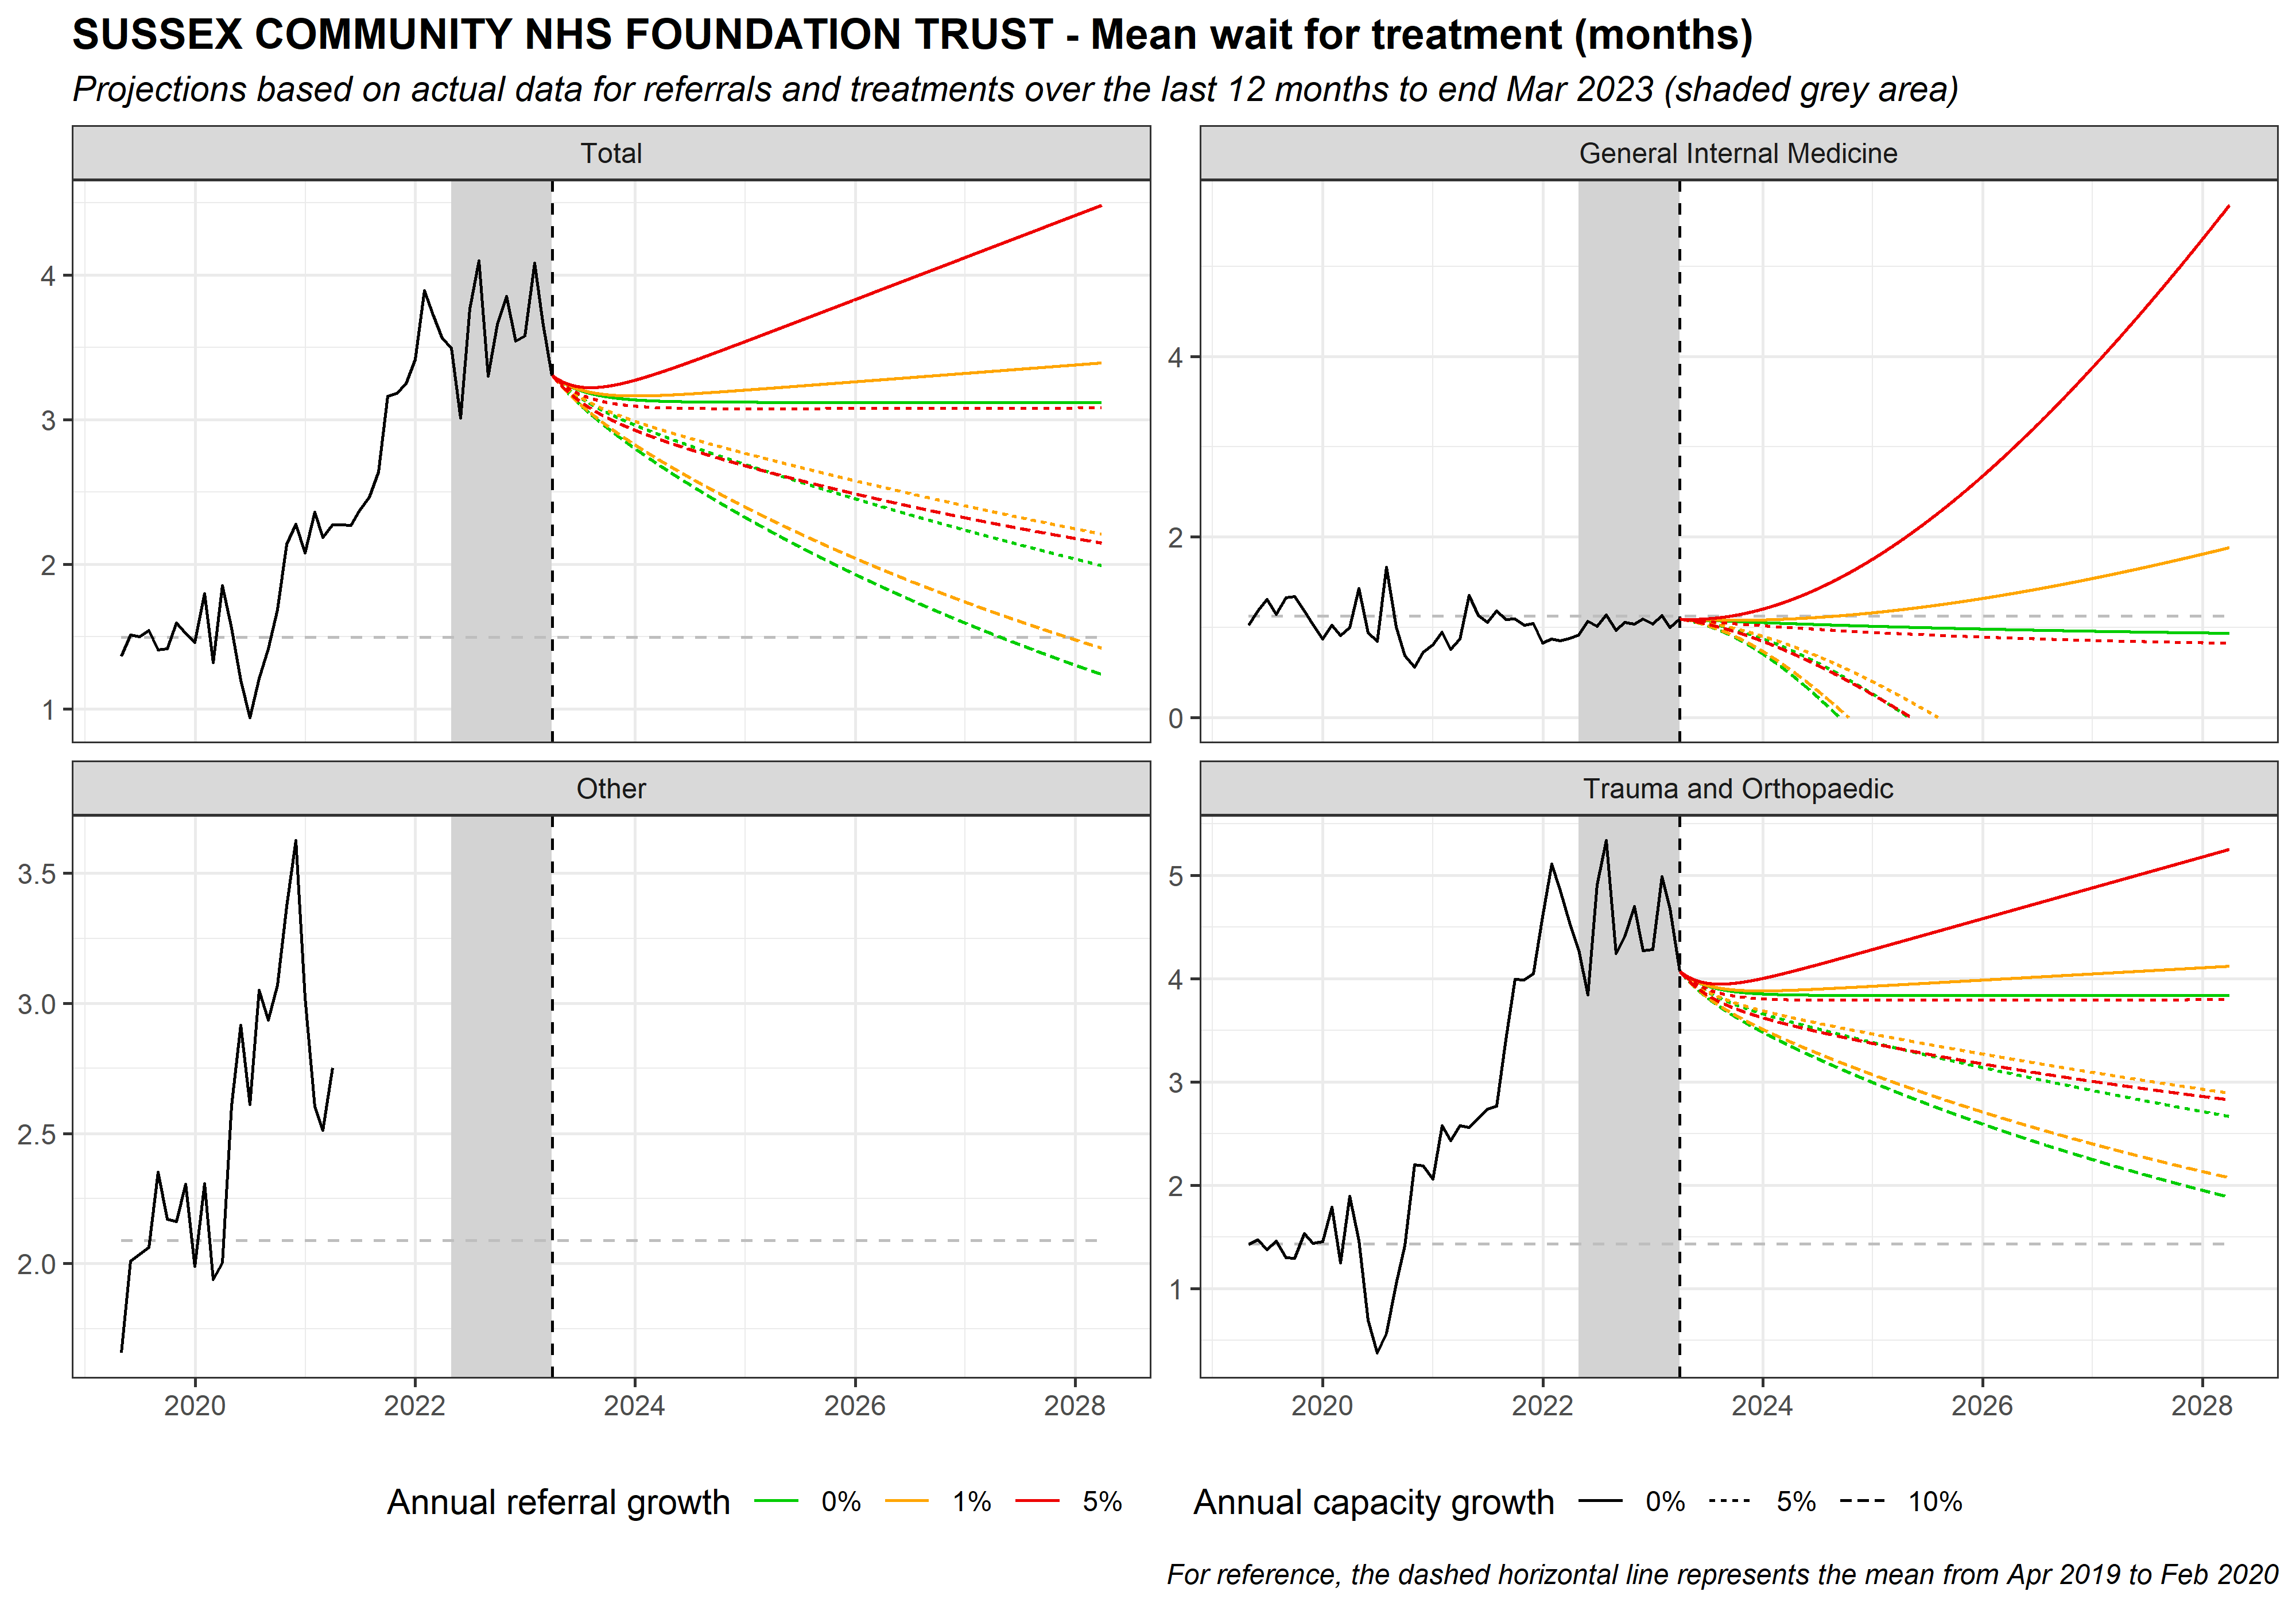 SUSSEX COMMUNITY NHS FOUNDATION TRUST - Mean wait for treatment (months)
Projections based on actual data for referrals and treatments over the last 12 months to end Mar 2023 (shaded grey area)
Total
General Internal Medicine
4
3
2
1
4
2
0
Other
Trauma and Orthopaedic
3.5
3.0
2.5
2.0
5
4
3
2
1
2020 2022 2024 2026 2028
2020 2022 2024 2026 2028
Annual referral growth 0% 1% 5%
Annual capacity growth 0% 5% 10%
For reference, the dashed horizontal line represents the mean from Apr 2019 to Feb 2020